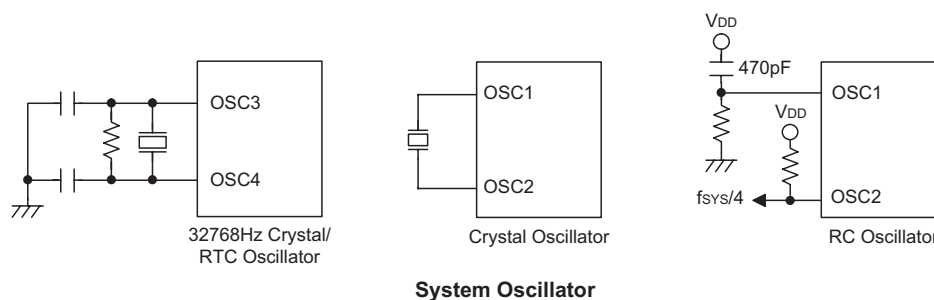 OSC3
OSC4
32768Hz Crystal/
RTC Oscillator
OSC1
OSC2
Crystal Oscillator
VDD
470pF
OSC1
VDD
fSYS/4
OSC2
RC Oscillator
System Oscillator